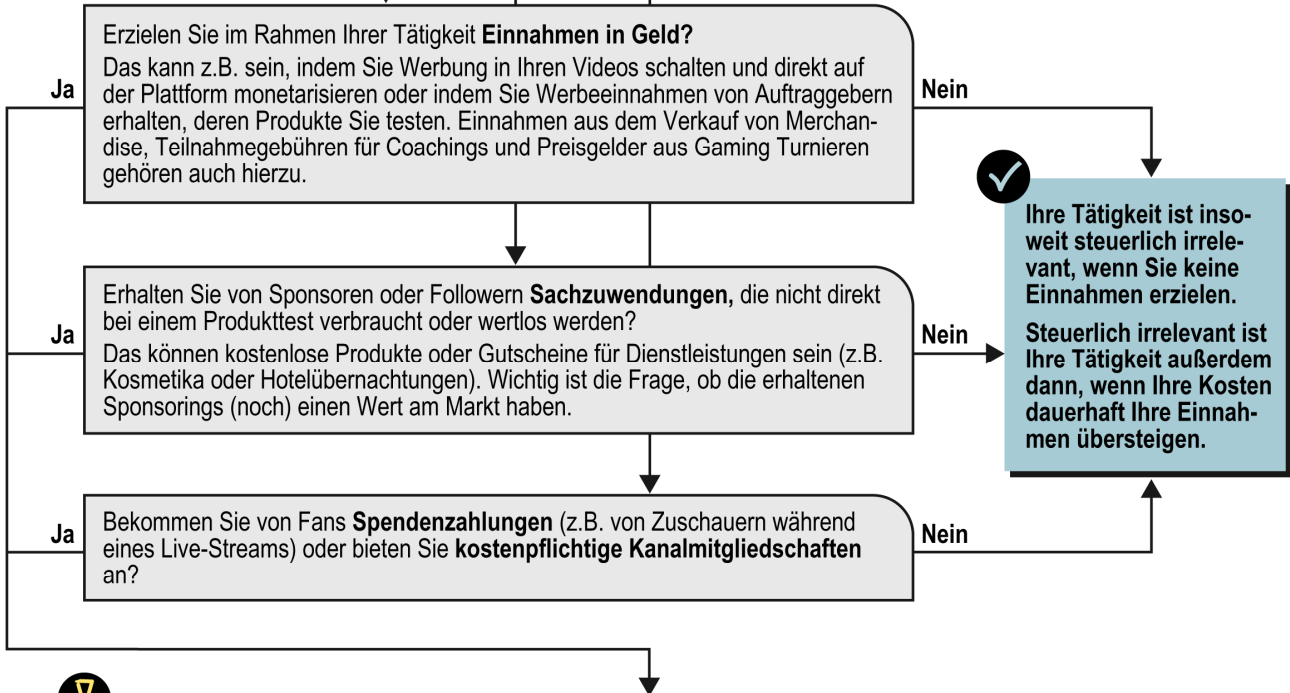 Erzielen Sie im Rahmen Ihrer Tätigkeit Einnahmen in Geld?
Das kann z.B. sein, indem Sie Werbung in Ihren Videos schalten und direkt auf
der Plattform monetarisieren oder indem Sie Werbeeinnahmen von Auftraggebern
erhalten, deren Produkte Sie testen. Einnahmen aus dem Verkauf von Merchan-
dise, Teilnahmegebühren für Coachings und Preisgelder aus Gaming Turnieren
gehören auch hierzu.
Ja
Nein
Ihre Tätigkeit ist inso-
weit steuerlich irrele-
vant, wenn Sie keine
Einnahmen erzielen.
Steuerlich irrelevant ist
Ihre Tätigkeit außerdem
dann, wenn Ihre Kosten
dauerhaft Ihre Einnah-
men übersteigen.
Erhalten Sie von Sponsoren oder Followern Sachzuwendungen, die nicht direkt
bei einem Produkttest verbraucht oder wertlos werden?
Das können kostenlose Produkte oder Gutscheine für Dienstleistungen sein (z.B.
Kosmetika oder Hotelübernachtungen). Wichtig ist die Frage, ob die erhaltenen
Sponsorings (noch) einen Wert am Markt haben.
Ja
Nein
Bekommen Sie von Fans Spendenzahlungen (z.B. von Zuschauern während
eines Live-Streams) oder bieten Sie kostenpflichtige Kanalmitgliedschaften
an?
Ja
Nein